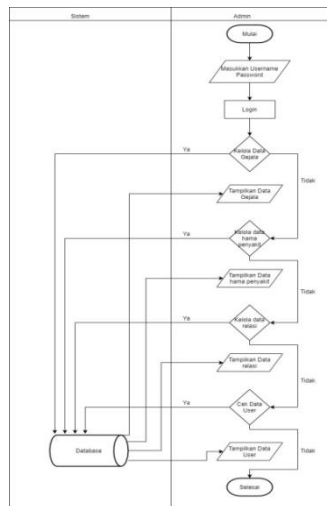 Sistem
Admin
Mulai
Masukkan Username
Password
Login
Kelola Data
Gejala
Ya
Tidak
Tampilkan Data
Gejala
Kelola data
hama
penyakit
Ya
Tidak
Tampilkan Data
hama penyakit
Kelola data
relasi
Ya
Tidak
Tampilkan Data
relasi
Cek Data
User
Ya
Tidak
Database
Tampilkan Data
User
Selesai